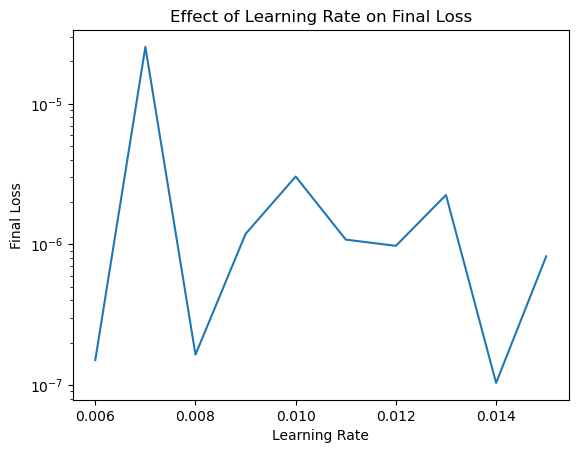 Effect of Learning Rate on Final Loss
Final Loss
10⁻⁵
10⁻⁶
10⁻⁷
0.006 0.008 0.010 0.012 0.014
Learning Rate